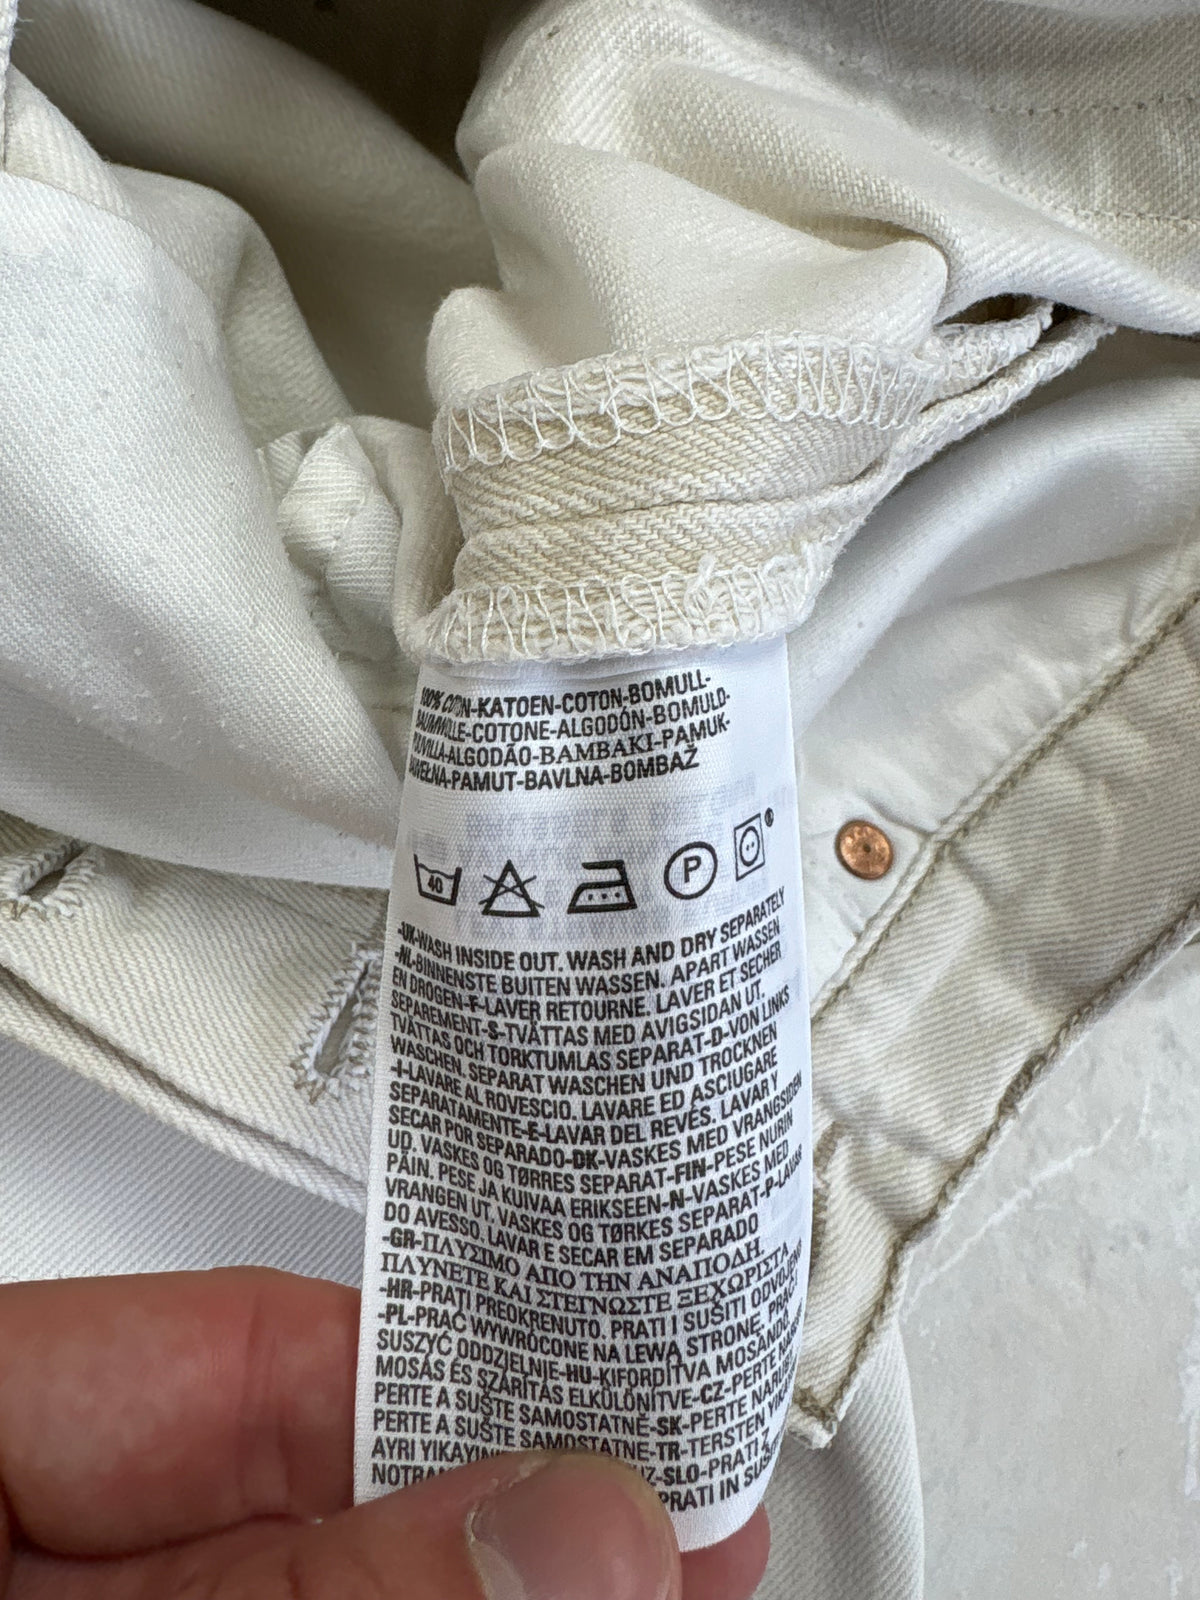 100% COTTON-KATOEN-COTON-BOMULL-
BAUMWOLLE-COTONE-ALGODÓN-BOMULD-
PUUVILLA-ALGODÃO-BAMBAKI-PAMUK-
BAWEŁNA-PAMUT-BAVLNA-BOMBAŽ
40
P
-UK-WASH INSIDE OUT. WASH AND DRY SEPARATELY
-NL-BINNENSTE BUITEN WASSEN. APART WASSEN
EN DROGEN-F-LAVER RETOURNE. LAVER ET SECHER
SEPAREMENT-S-TVÄTTAS MED AVIGSIDAN UT.
TVÄTTAS OCH TORKTUMLAS SEPARAT-D-VON LINKS
WASCHEN. SEPARAT WASCHEN UND TROCKNEN
-I-LAVARE AL ROVESCIO. LAVARE ED ASCIUGARE
SEPARATAMENTE-E-LAVAR DEL REVÉS. LAVAR Y
SECAR POR SEPARADO-DK-VASKES MED VRANGSIDEN
UD. VASKES OG TØRRES SEPARAT-FIN-PESE NURIN
PÄIN. PESE JA KUIVAA ERIKSEEN-N-VASKES MED
VRANGEN UT. VASKES OG TØRKES SEPARAT-P-LAVAR
DO AVESSO. LAVAR E SECAR EM SEPARADO
-GR-ΠΛΥΣΙΜΟ ΑΠΟ ΤΗΝ ΑΝΑΠΟΔΗ.
ΠΛΥΝΕΤΕ ΚΑΙ ΣΤΕΓΝΩΣΤΕ ΞΕΧΩΡΙΣΤΑ
-HR-PRATI PREOKRENUTO. PRATI I SUŠITI ODVOJENO
-PL-PRAĆ WYWRÓCONE NA LEWĄ STRONĘ. PRAĆ I
SUSZYĆ ODDZIELNIE-HU-KIFORDÍTVA MOSANDÓ.
MOSÁS ÉS SZÁRÍTÁS ELKÜLÖNÍTVE-CZ-PERTE
PERTE A SUŠTE SAMOSTATNĚ-SK-PERTE
PERTE A SUŠTE SAMOSTATNE-TR-TERSTEN
AYRI -SLO-PRATI Z
PRATI IN